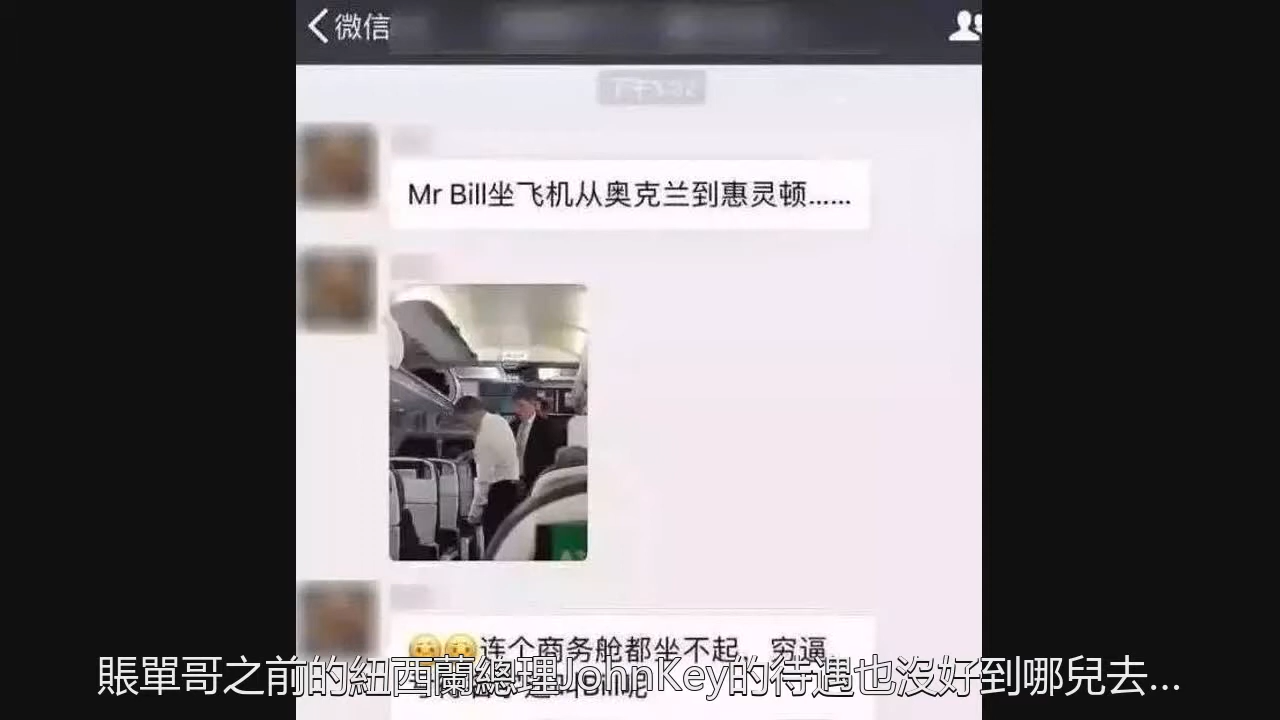 微信
Mr Bill坐飞机从奥克兰到惠灵顿......
连个商务舱都坐不起，穷逼
賬單哥之前的紐西蘭總理JohnKey的待遇也沒好到哪兒去...